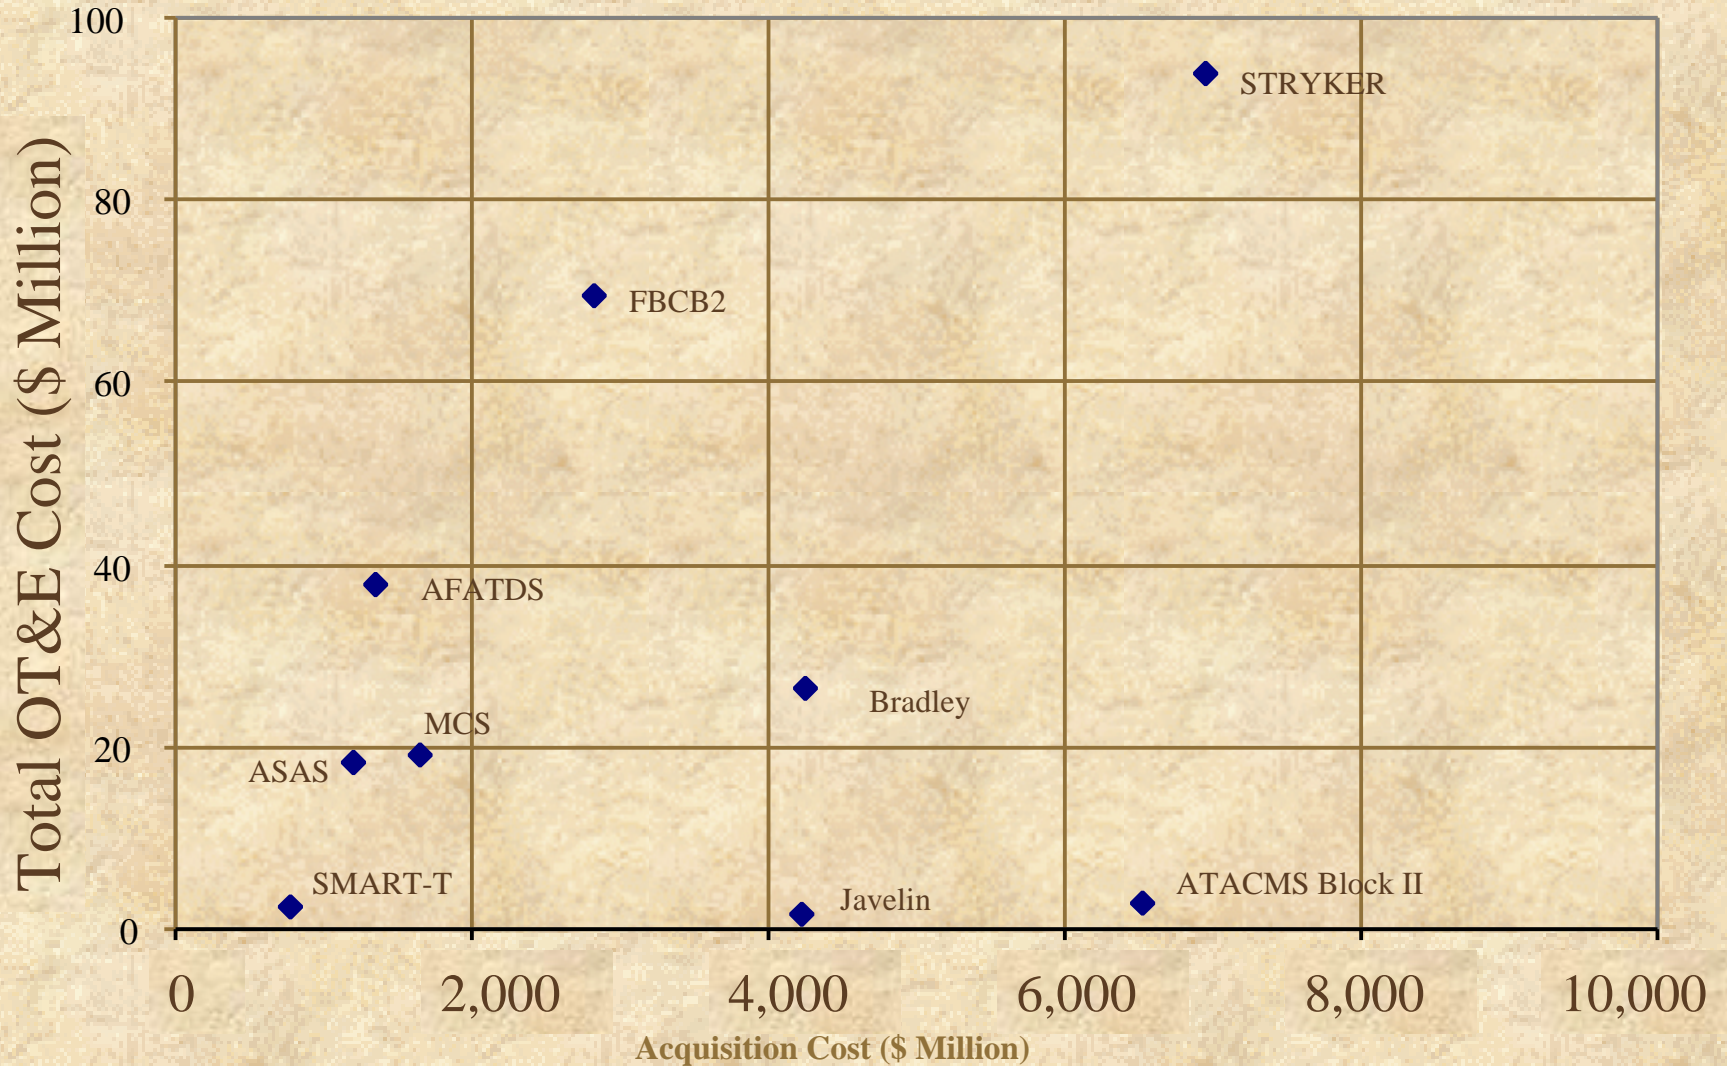 Total OT&E Cost ($ Million)
100
80
60
40
20
0
STRYKER
FBCB2
AFATDS
Bradley
MCS
ASAS
SMART-T
Javelin
ATACMS Block II
0 2,000 4,000 6,000 8,000 10,000
Acquisition Cost ($ Million)